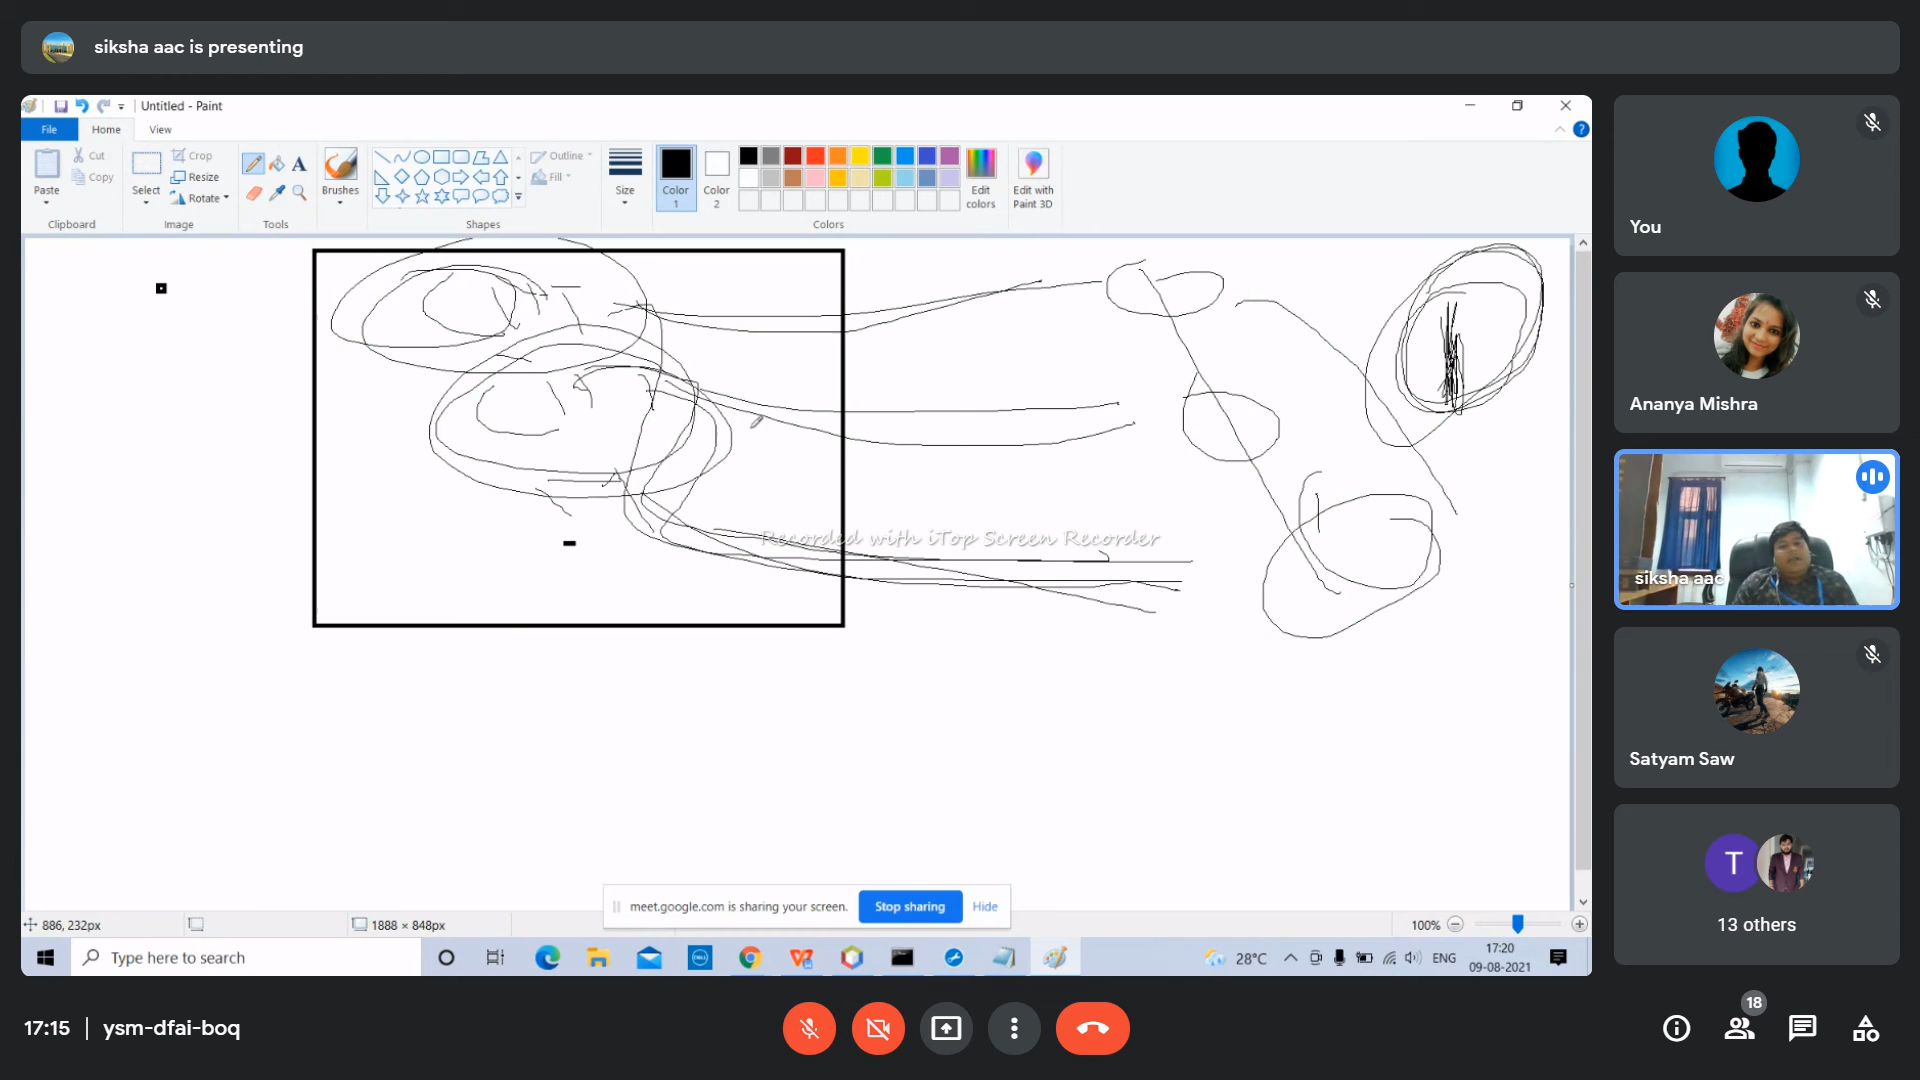 siksha aac is presenting
Untitled - Paint
File Home View
Paste
Cut
Copy
Clipboard
Select
Crop
Resize
Rotate
Image
A
Tools
Brushes
Outline
Fill
Shapes
Size
Color 1
Color 2
Edit colors
Colors
Edit with Paint 3D
Recorded with iTop Screen Recorder
meet.google.com is sharing your screen.
Stop sharing
Hide
886, 232px
1888 × 848px
100%
Type here to search
DELL
28°C
ENG
17:20
09-08-2021
You
Ananya Mishra
siksha aac
Satyam Saw
T
13 others
17:15 | ysm-dfai-boq
18